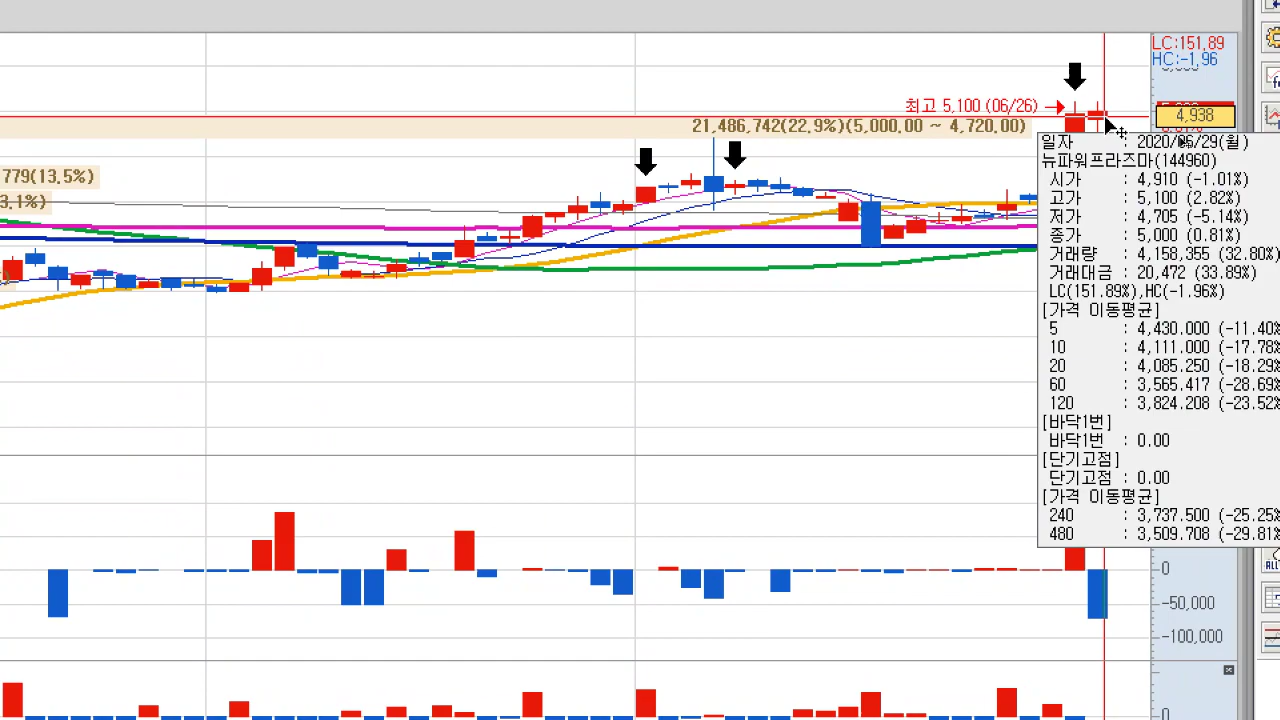 LC:151,89
HC:-1,96
최고 5,100 (06/26)
4,938
21,486,742(22,9%)(5,000,00 ~ 4,720,00)
779(13,5%)
3,1%)
일자 : 2020/06/29(월)
뉴파워프라즈마(144960)
시가 : 4,910 (-1.01%)
고가 : 5,100 (2.82%)
저가 : 4,705 (-5.14%)
종가 : 5,000 (0.81%)
거래량 : 4,158,355 (32.80%)
거래대금 : 20,472 (33.89%)
LC(151.89%),HC(-1.96%)
[가격 이동평균]
5 : 4,430.000 (-11.40%
10 : 4,111.000 (-17.78%
20 : 4,085.250 (-18.29%
60 : 3,565.417 (-28.69%
120 : 3,824.208 (-23.52%
[바닥1번]
바닥1번 : 0.00
[단기고점]
단기고점 : 0.00
[가격 이동평균]
240 : 3,737.500 (-25.25%
480 : 3,509.708 (-29.81%
ALL
0
-50,000
-100,000
0